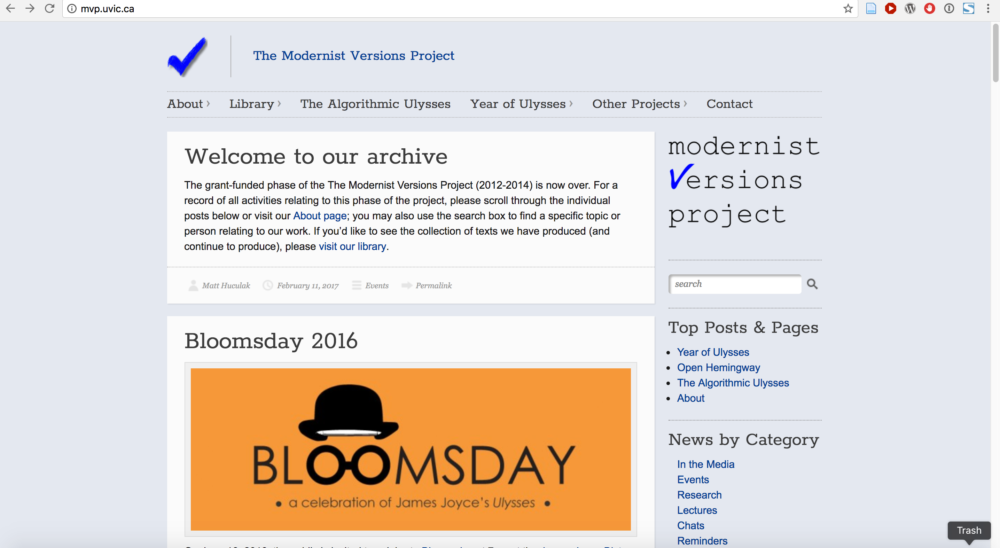 mvp.uvic.ca
The Modernist Versions Project
About › Library › The Algorithmic Ulysses Year of Ulysses › Other Projects › Contact
Welcome to our archive
The grant-funded phase of the The Modernist Versions Project (2012-2014) is now over. For a
record of all activities relating to this phase of the project, please scroll through the individual
posts below or visit our About page; you may also use the search box to find a specific topic or
person relating to our work. If you’d like to see the collection of texts we have produced (and
continue to produce), please visit our library.
Matt Huculak February 11, 2017 Events Permalink
Bloomsday 2016
BLOOMSDAY
• a celebration of James Joyce’s Ulysses •
modernist
versions
project
search
Top Posts & Pages
• Year of Ulysses
• Open Hemingway
• The Algorithmic Ulysses
• About
News by Category
In the Media
Events
Research
Lectures
Chats
Reminders
Trash